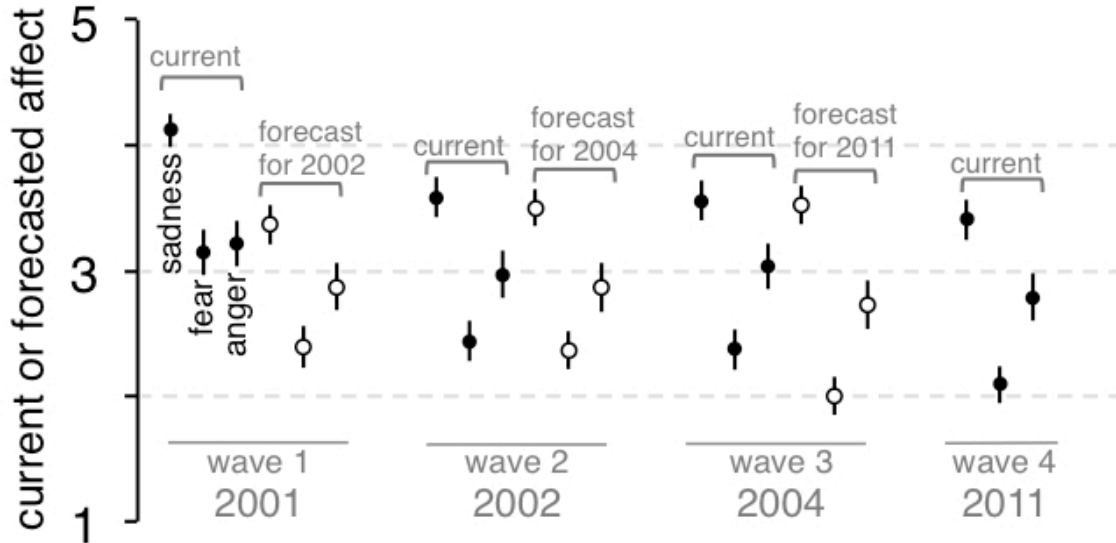 current or forecasted affect
5
3
1
current
sadness
fear
anger
forecast
for 2002
current
forecast
for 2004
current
forecast
for 2011
current
wave 1
2001
wave 2
2002
wave 3
2004
wave 4
2011